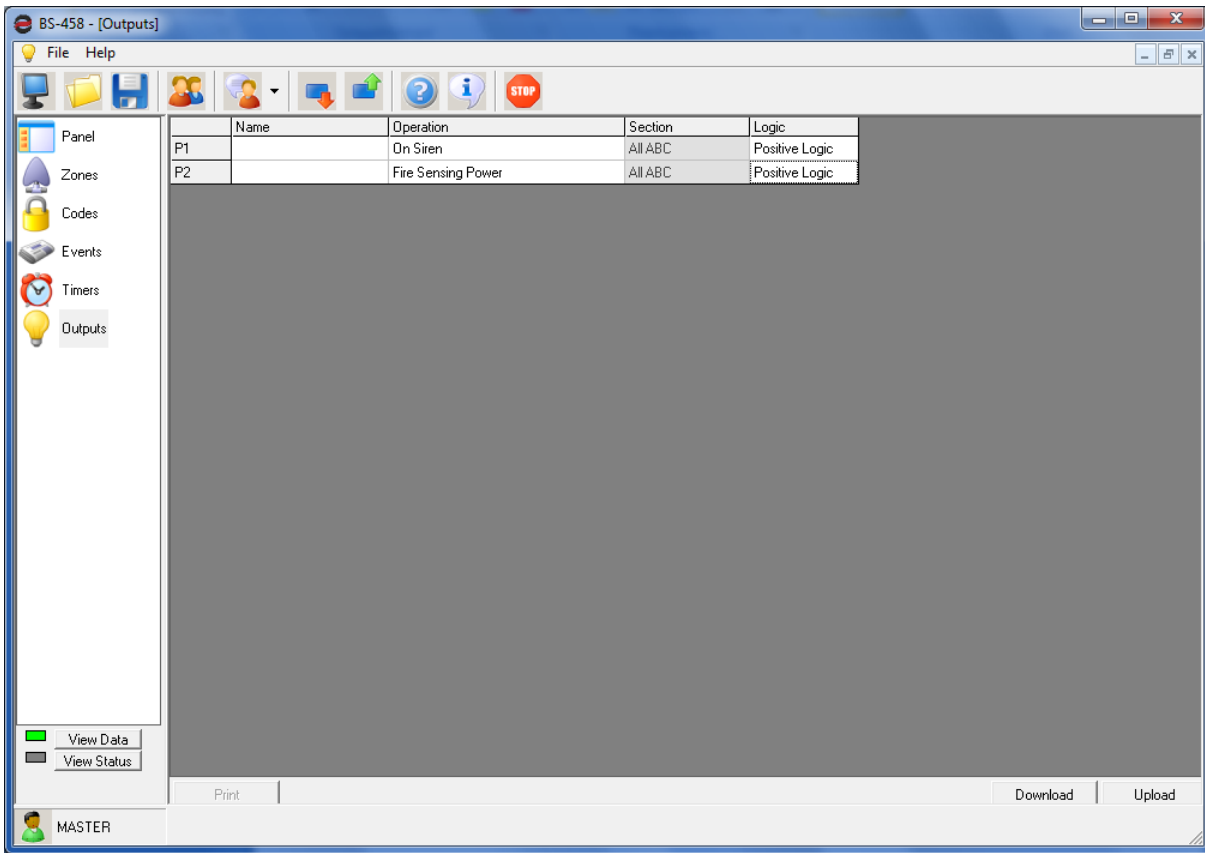 BS-458 - [Outputs]
File Help
STOP
Panel
Zones
Codes
Events
Timers
Outputs
Name Operation Section Logic
P1 On Siren All ABC Positive Logic
P2 Fire Sensing Power All ABC Positive Logic
View Data
View Status
Print Download Upload
MASTER